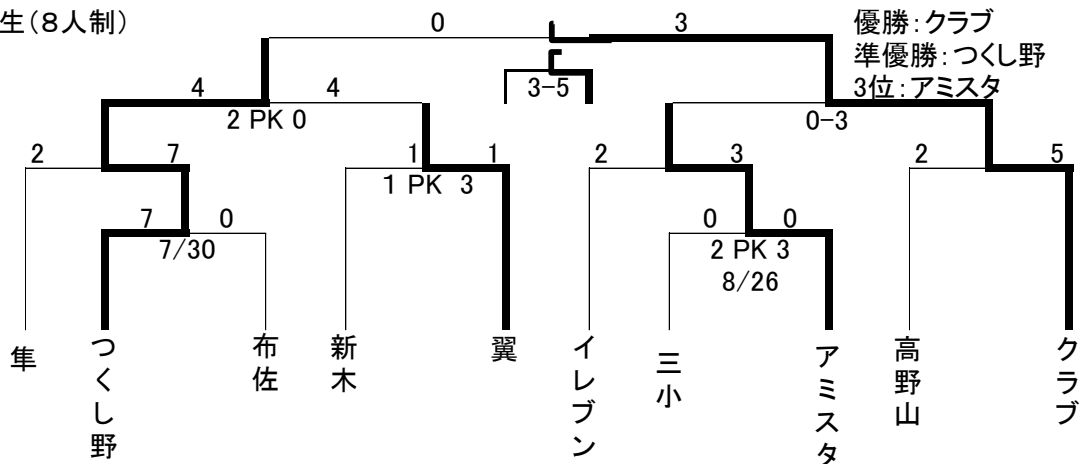 生(８人制)
0
3
優勝：クラブ
準優勝：つくし野
3位：アミスタ
3-5
4
4
2 PK 0
0-3
2
7
1
1
1 PK 3
2
3
2
5
7
0
7/30
0
0
2 PK 3
8/26
隼
つくし野
布佐
新木
翼
イレブン
三小
アミスタ
高野山
クラブ